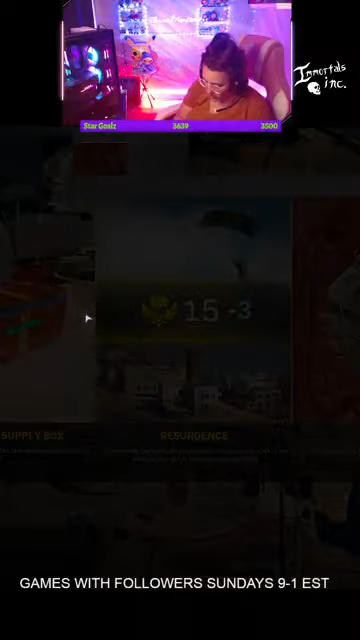 Immortals
inc.
Star Goalz 3639 3500
15 -3
SUPPLY BOX RESURGENCE
GAMES WITH FOLLOWERS SUNDAYS 9-1 EST